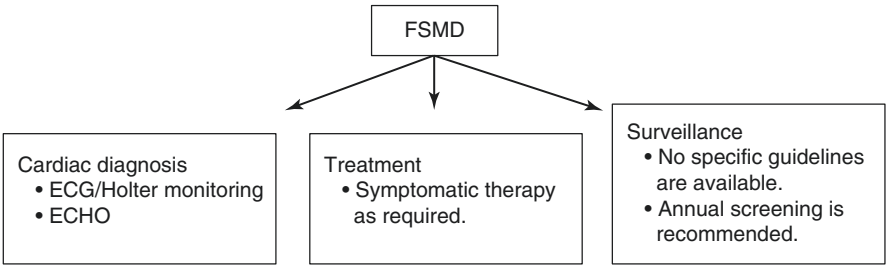 FSMD
Cardiac diagnosis
• ECG/Holter monitoring
• ECHO
Treatment
• Symptomatic therapy
as required.
Surveillance
• No specific guidelines
are available.
• Annual screening is
recommended.